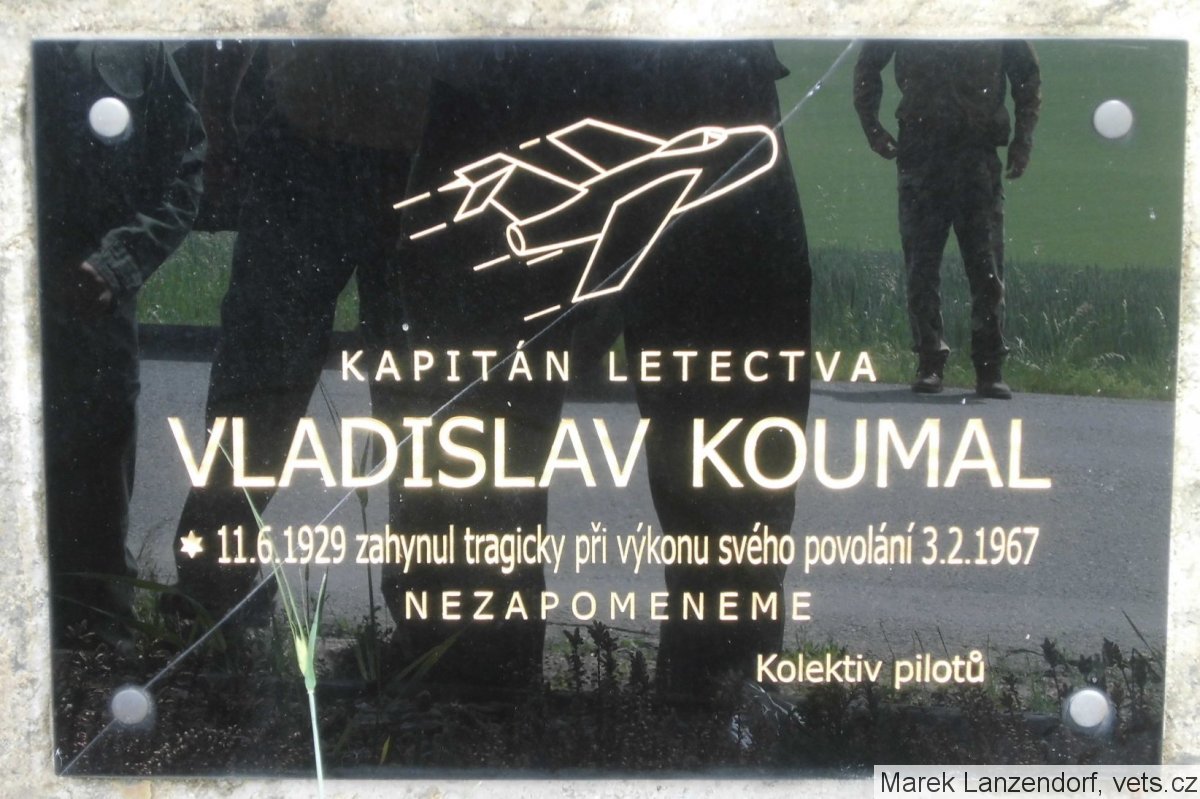 KAPITÁN LETECTVA
VLADISLAV KOUMAL
* 11.6.1929 zahynul tragicky při výkonu svého povolání 3.2.1967
NEZAPOMENEME
Kolektiv pilotů
Marek Lanzendorf, vets.cz